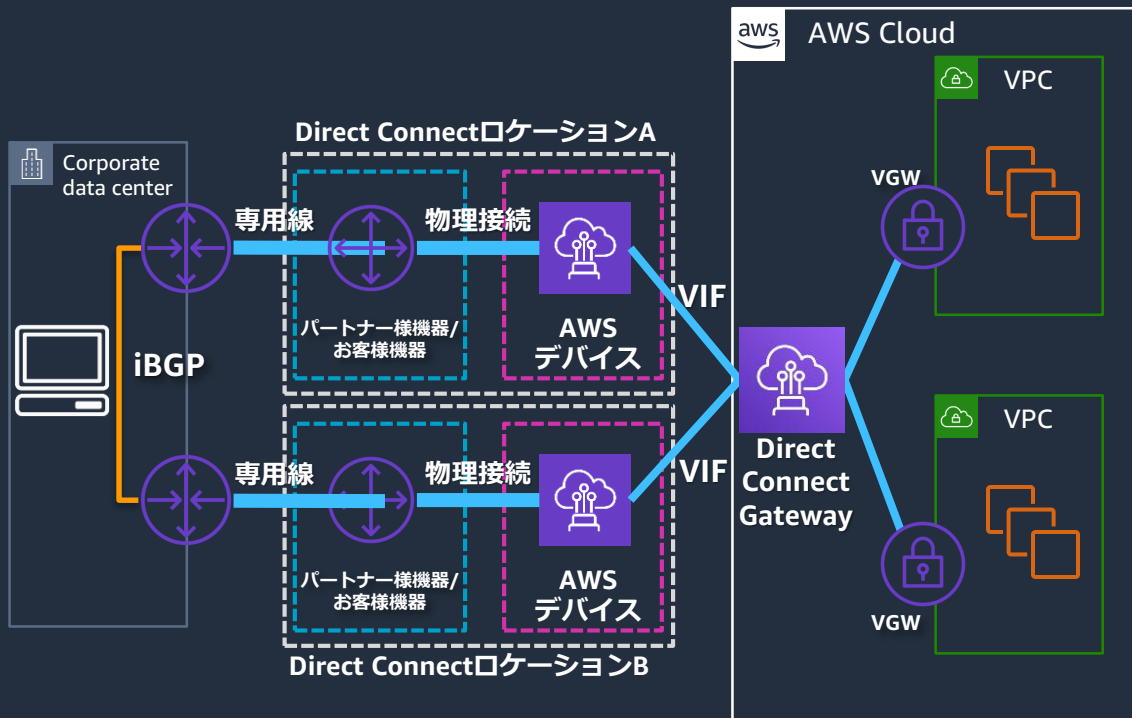 aws
AWS Cloud
VPC
Direct ConnectロケーションA
Corporate
data center
VGW
専用線
物理接続
VIF
パートナー様機器/
お客様機器
AWS
デバイス
iBGP
VPC
専用線
物理接続
VIF
Direct
Connect
Gateway
パートナー様機器/
お客様機器
AWS
デバイス
VGW
Direct ConnectロケーションB